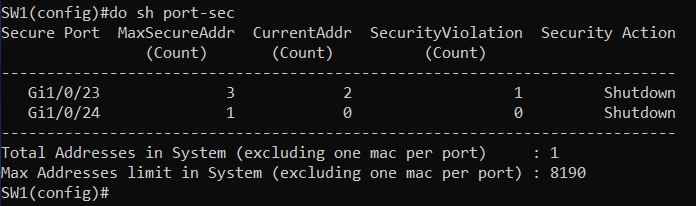 SW1(config)#do sh port-sec
Secure Port  MaxSecureAddr  CurrentAddr  SecurityViolation  Security Action
                (Count)       (Count)          (Count)
---------------------------------------------------------------------------
   Gi1/0/23              3            2                  1         Shutdown
   Gi1/0/24              1            0                  0         Shutdown
---------------------------------------------------------------------------
Total Addresses in System (excluding one mac per port)     : 1
Max Addresses limit in System (excluding one mac per port) : 8190
SW1(config)#